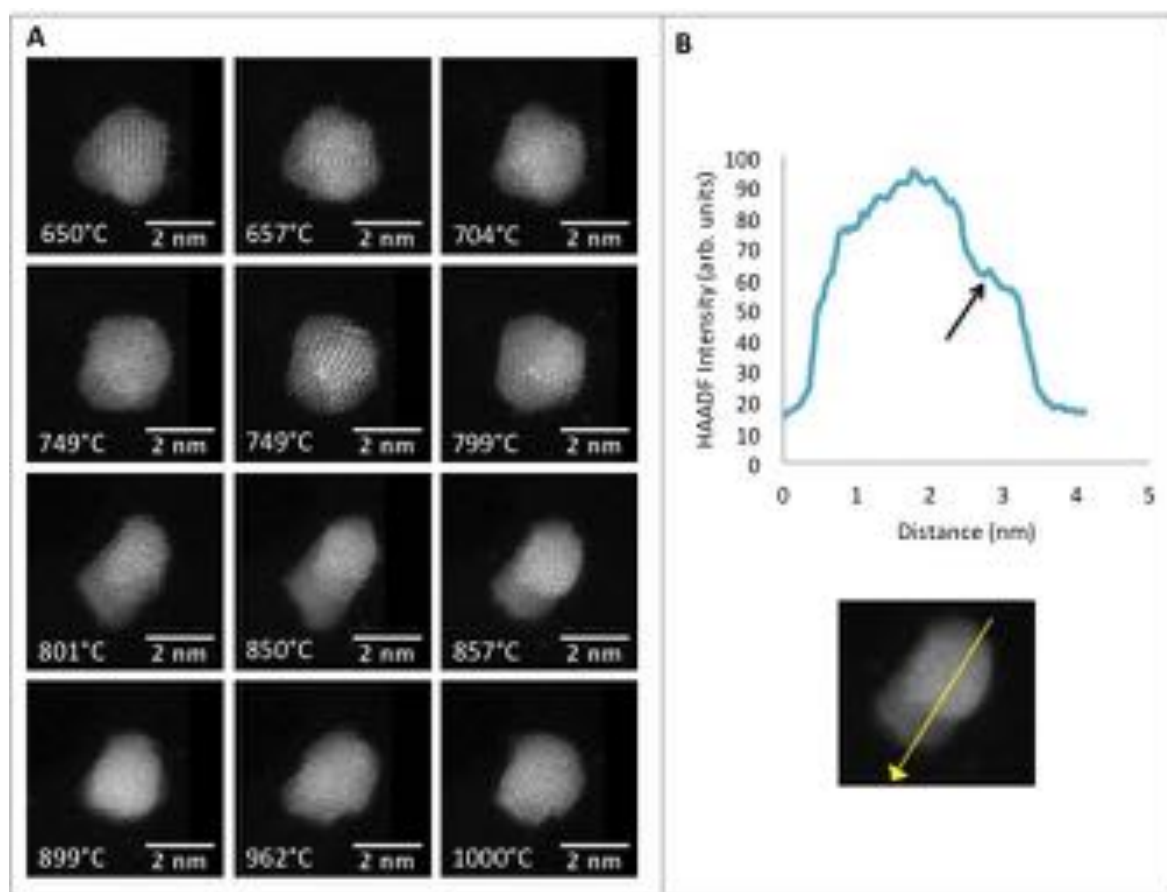 A
650°C 2 nm
657°C 2 nm
704°C 2 nm
749°C 2 nm
749°C 2 nm
799°C 2 nm
801°C 2 nm
850°C 2 nm
857°C 2 nm
899°C 2 nm
962°C 2 nm
1000°C 2 nm
B
HAADF Intensity (arb. units)
100
90
80
70
60
50
40
30
20
10
0
0 1 2 3 4 5
Distance (nm)